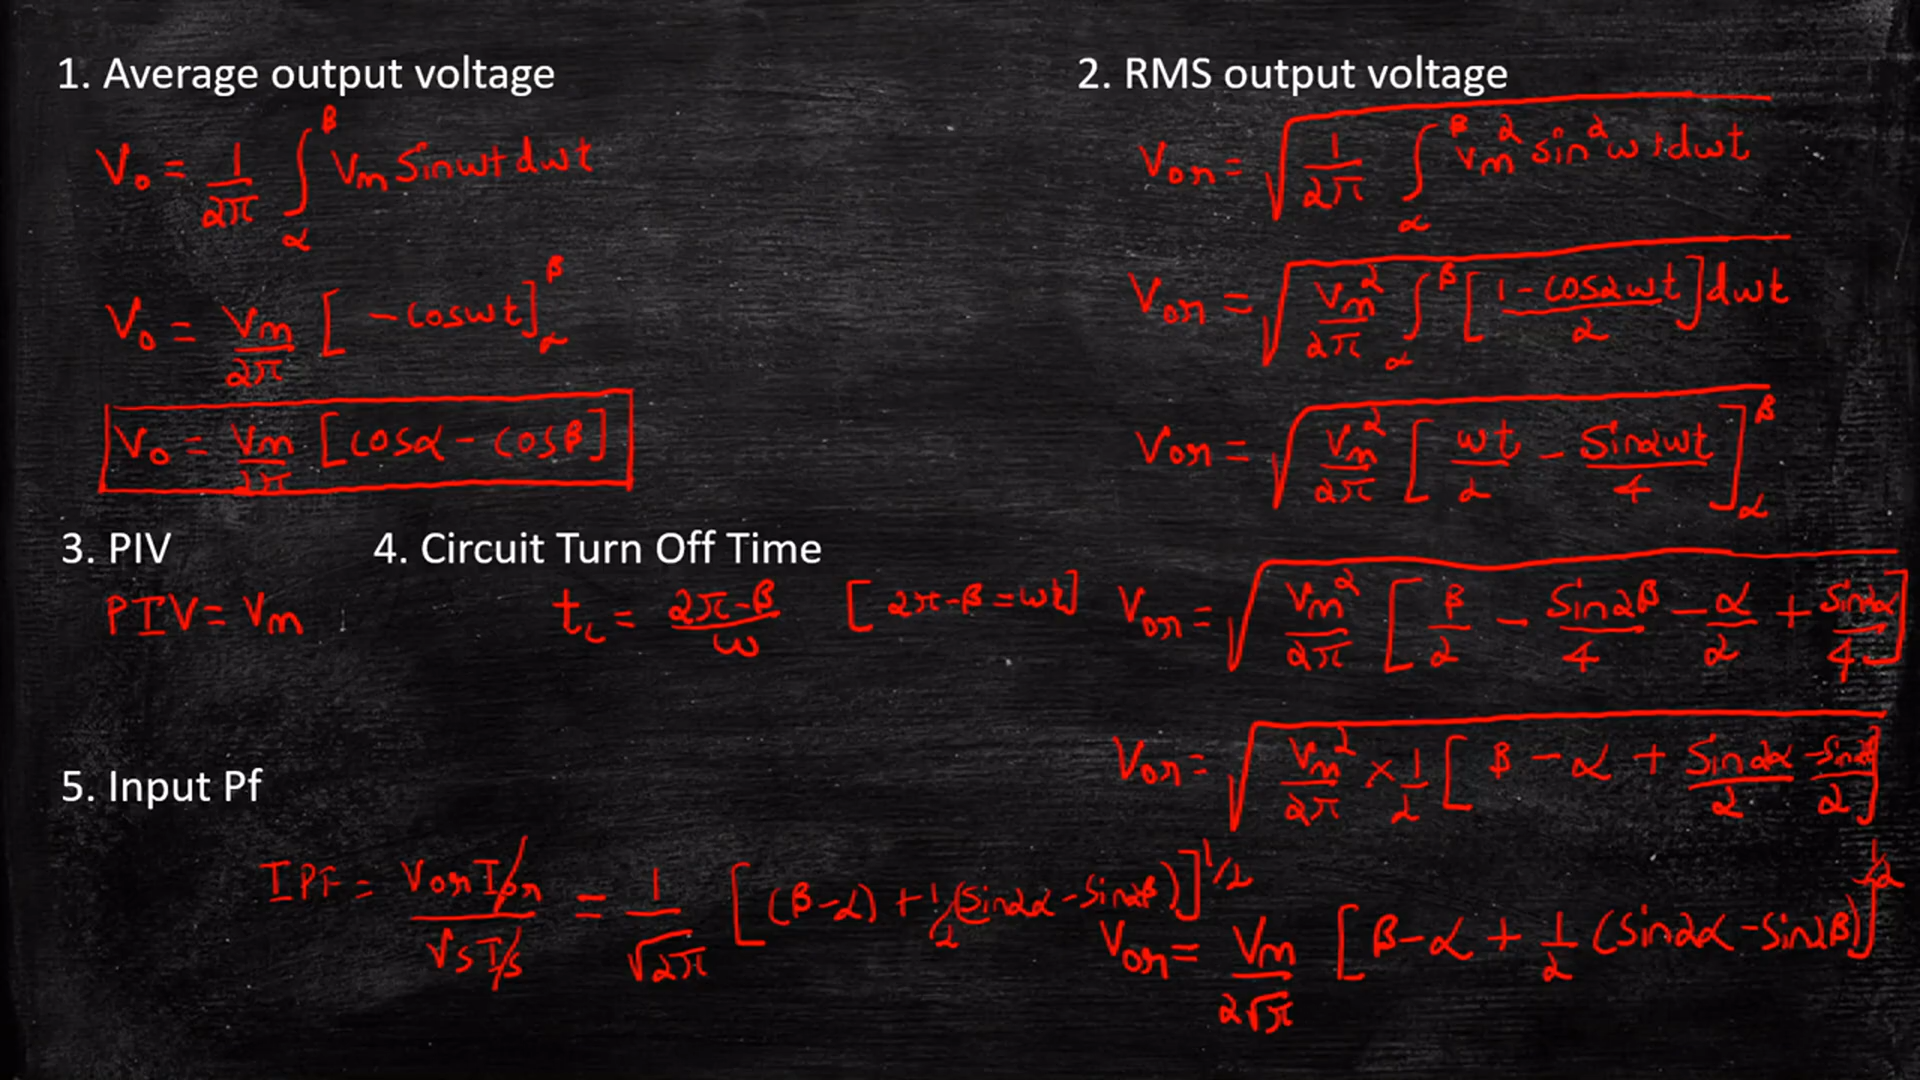 1. Average output voltage
V₀ = 1/2π ∫_α^β Vm Sinωt dωt
V₀ = Vm/2π [-cosωt]_α^β
V₀ = Vm/2π [cosα - cosβ]
2. RMS output voltage
Vor = √(1/2π ∫_α^β Vm² sin²ωt dωt)
Vor = √(Vm²/2π ∫_α^β [(1-cos2ωt)/2] dωt)
Vor = √(Vm²/2π [ωt/2 - Sin2ωt/4]_α^β)
Vor = √(Vm²/2π [β/2 - Sin2β/4 - α/2 + Sin2α/4])
Vor = √(Vm²/2π × 1/2 [β - α + Sin2α/2 - Sin2β/2])
Vor = Vm/2√π [β-α + 1/2 (Sin2α - Sin2β)]^1/2
3. PIV
PIV = Vm
4. Circuit Turn Off Time
tc = (2π-β)/ω [2π-β = ωt]
5. Input Pf
IPF = Vor Ior/Vs Is = 1/√2π [(β-α) + 1/2 (Sin2α - Sin2β)]^1/2